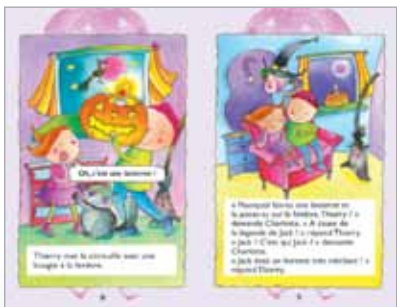 Oh, c'est une lanterne !
Thierry met la citrouille avec une
bougie à la fenêtre.
« Pourquoi fais-tu une lanterne et
la poses-tu sur la fenêtre, Thierry ? »
demande Charlotte. « À cause de
la légende de Jack ! » répond Thierry.
« Jack ? C'est qui Jack ? » demande
Charlotte.
« Jack était un homme très méchant ! »
répond Thierry.